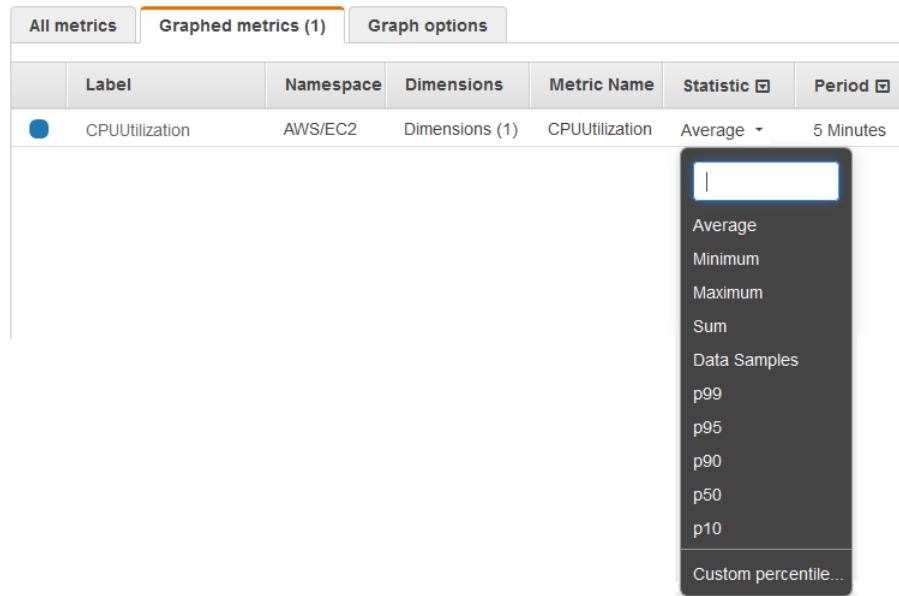 All metrics Graphed metrics (1) Graph options
Label Namespace Dimensions Metric Name Statistic Period
CPUUtilization AWS/EC2 Dimensions (1) CPUUtilization Average 5 Minutes
Average
Minimum
Maximum
Sum
Data Samples
p99
p95
p90
p50
p10
Custom percentile...